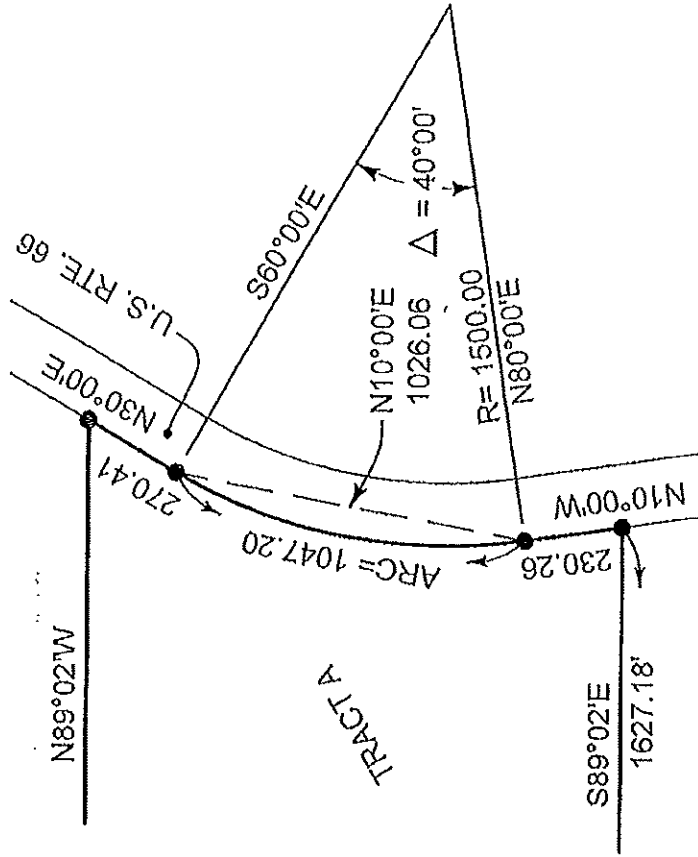 N89°02'W
U.S. RTE. 66
N30°00'E
270.41
S60°00'E
ARC= 1047.20
N10°00'E
1026.06
Δ = 40°00'
R= 1500.00
N80°00'E
TRACT A
N10°00'W
230.26
S89°02'E
1627.18'